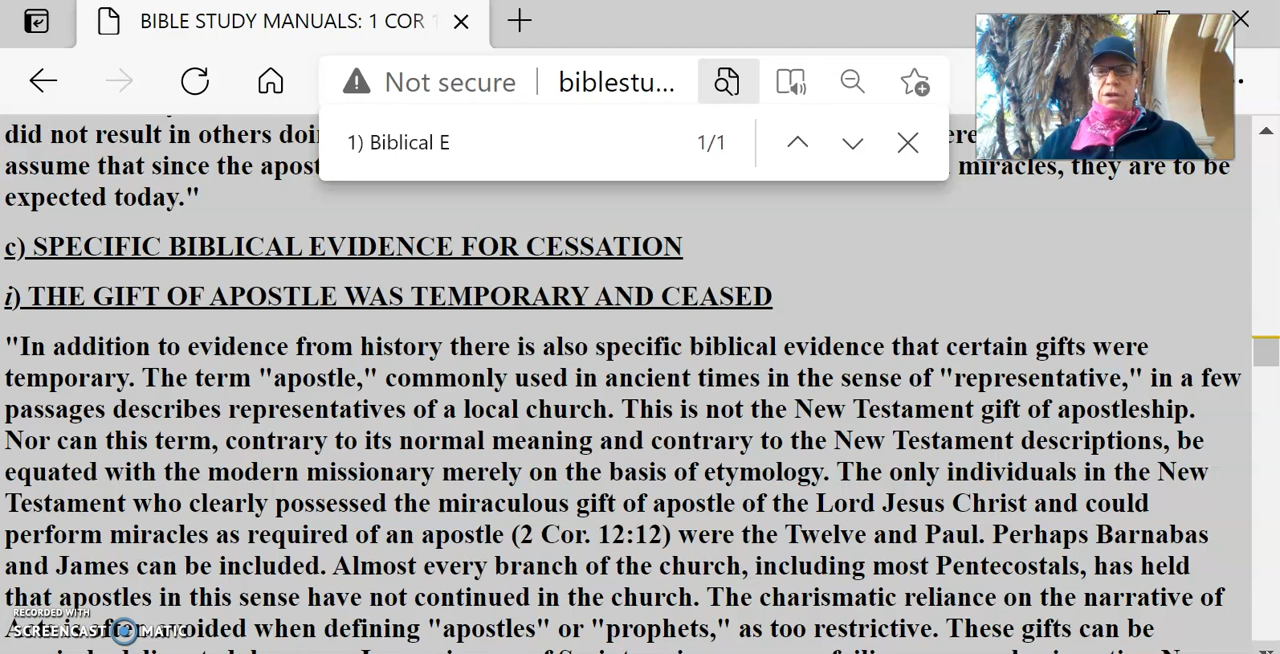 BIBLE STUDY MANUALS: 1 COR 1
Not secure | biblestu...
1) Biblical E 1/1
did not result in others doi
assume that since the apost miracles, they are to be
expected today."
c) SPECIFIC BIBLICAL EVIDENCE FOR CESSATION
i) THE GIFT OF APOSTLE WAS TEMPORARY AND CEASED
"In addition to evidence from history there is also specific biblical evidence that certain gifts were
temporary. The term "apostle," commonly used in ancient times in the sense of "representative," in a few
passages describes representatives of a local church. This is not the New Testament gift of apostleship.
Nor can this term, contrary to its normal meaning and contrary to the New Testament descriptions, be
equated with the modern missionary merely on the basis of etymology. The only individuals in the New
Testament who clearly possessed the miraculous gift of apostle of the Lord Jesus Christ and could
perform miracles as required of an apostle (2 Cor. 12:12) were the Twelve and Paul. Perhaps Barnabas
and James can be included. Almost every branch of the church, including most Pentecostals, has held
that apostles in this sense have not continued in the church. The charismatic reliance on the narrative of
RECORDED WITH
SCREENCAST MATIC
avoided when defining "apostles" or "prophets," as too restrictive. These gifts can be